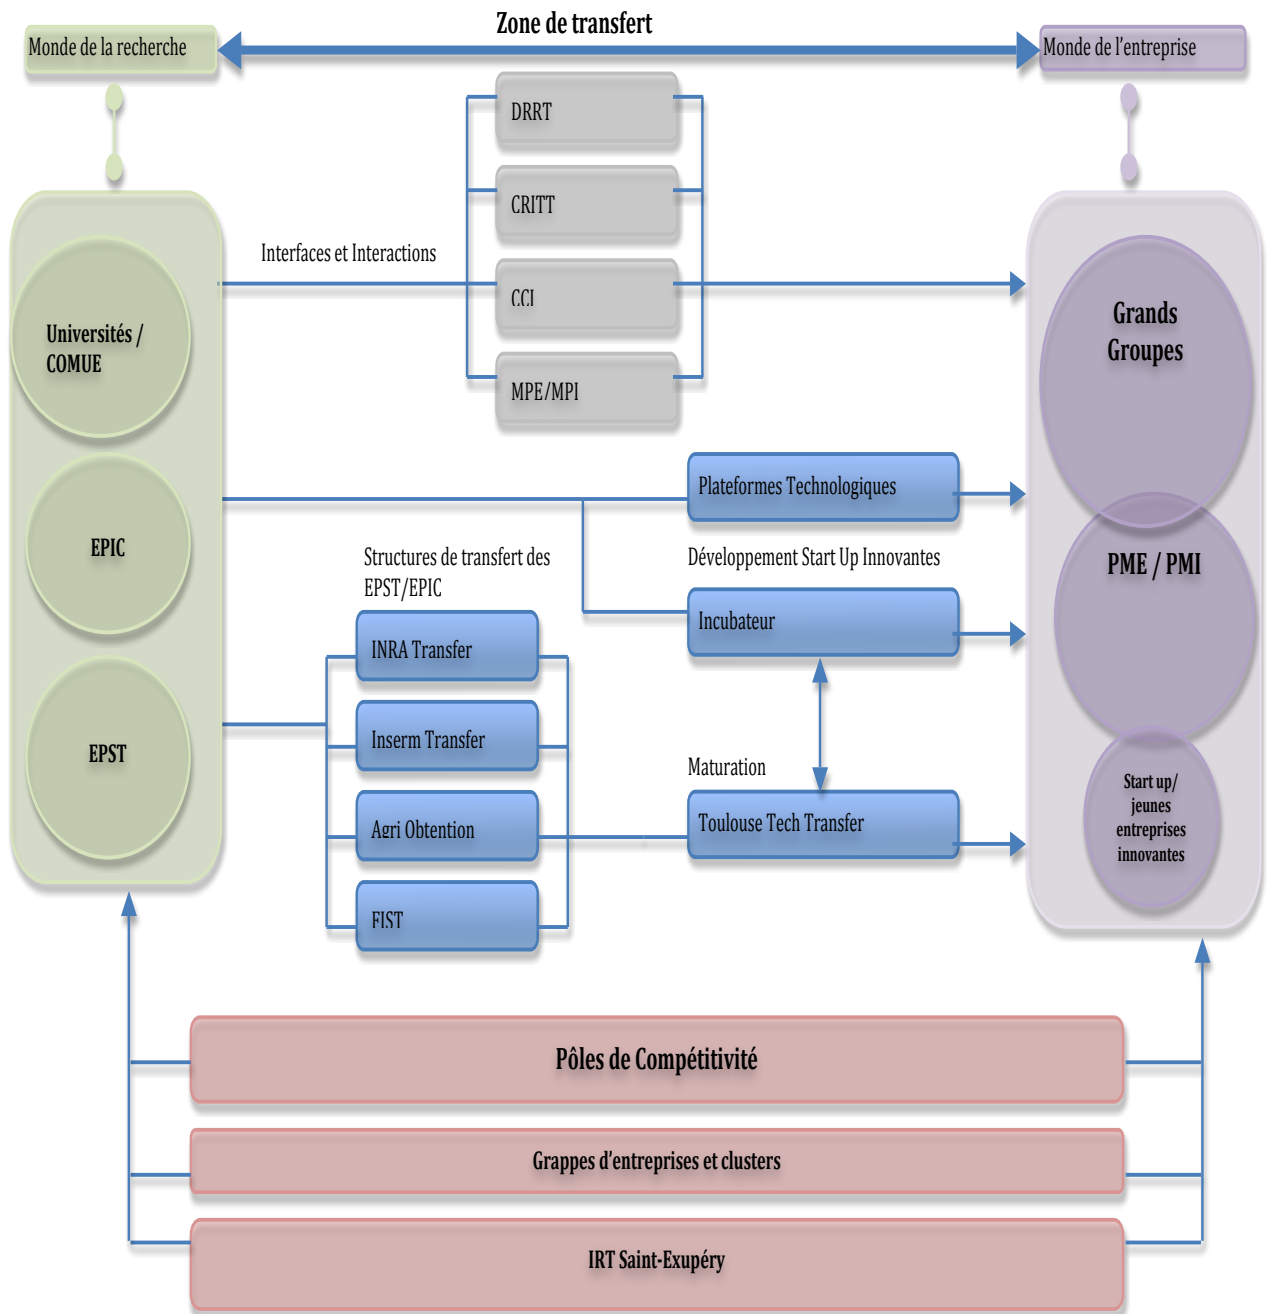 Zone de transfert
Monde de la recherche
Monde de l'entreprise
DRRT
CRITT
Interfaces et Interactions
CCI
MPE/MPI
Universités /
COMUE
EPIC
EPST
Grands
Groupes
PME / PMI
Start up/
jeunes
entreprises
innovantes
Plateformes Technologiques
Structures de transfert des
EPST/EPIC
Développement Start Up Innovantes
INRA Transfer
Incubateur
Inserm Transfer
Maturation
Agri Obtention
Toulouse Tech Transfer
FIST
Pôles de Compétitivité
Grappes d'entreprises et clusters
IRT Saint-Exupéry